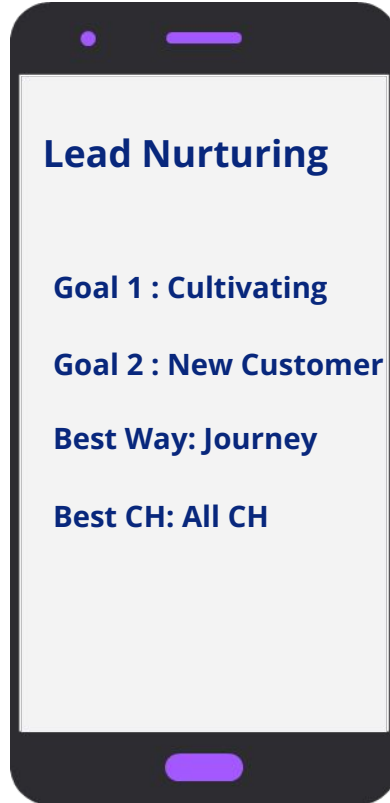 Lead Nurturing
Goal 1 : Cultivating
Goal 2 : New Customer
Best Way: Journey
Best CH: All CH